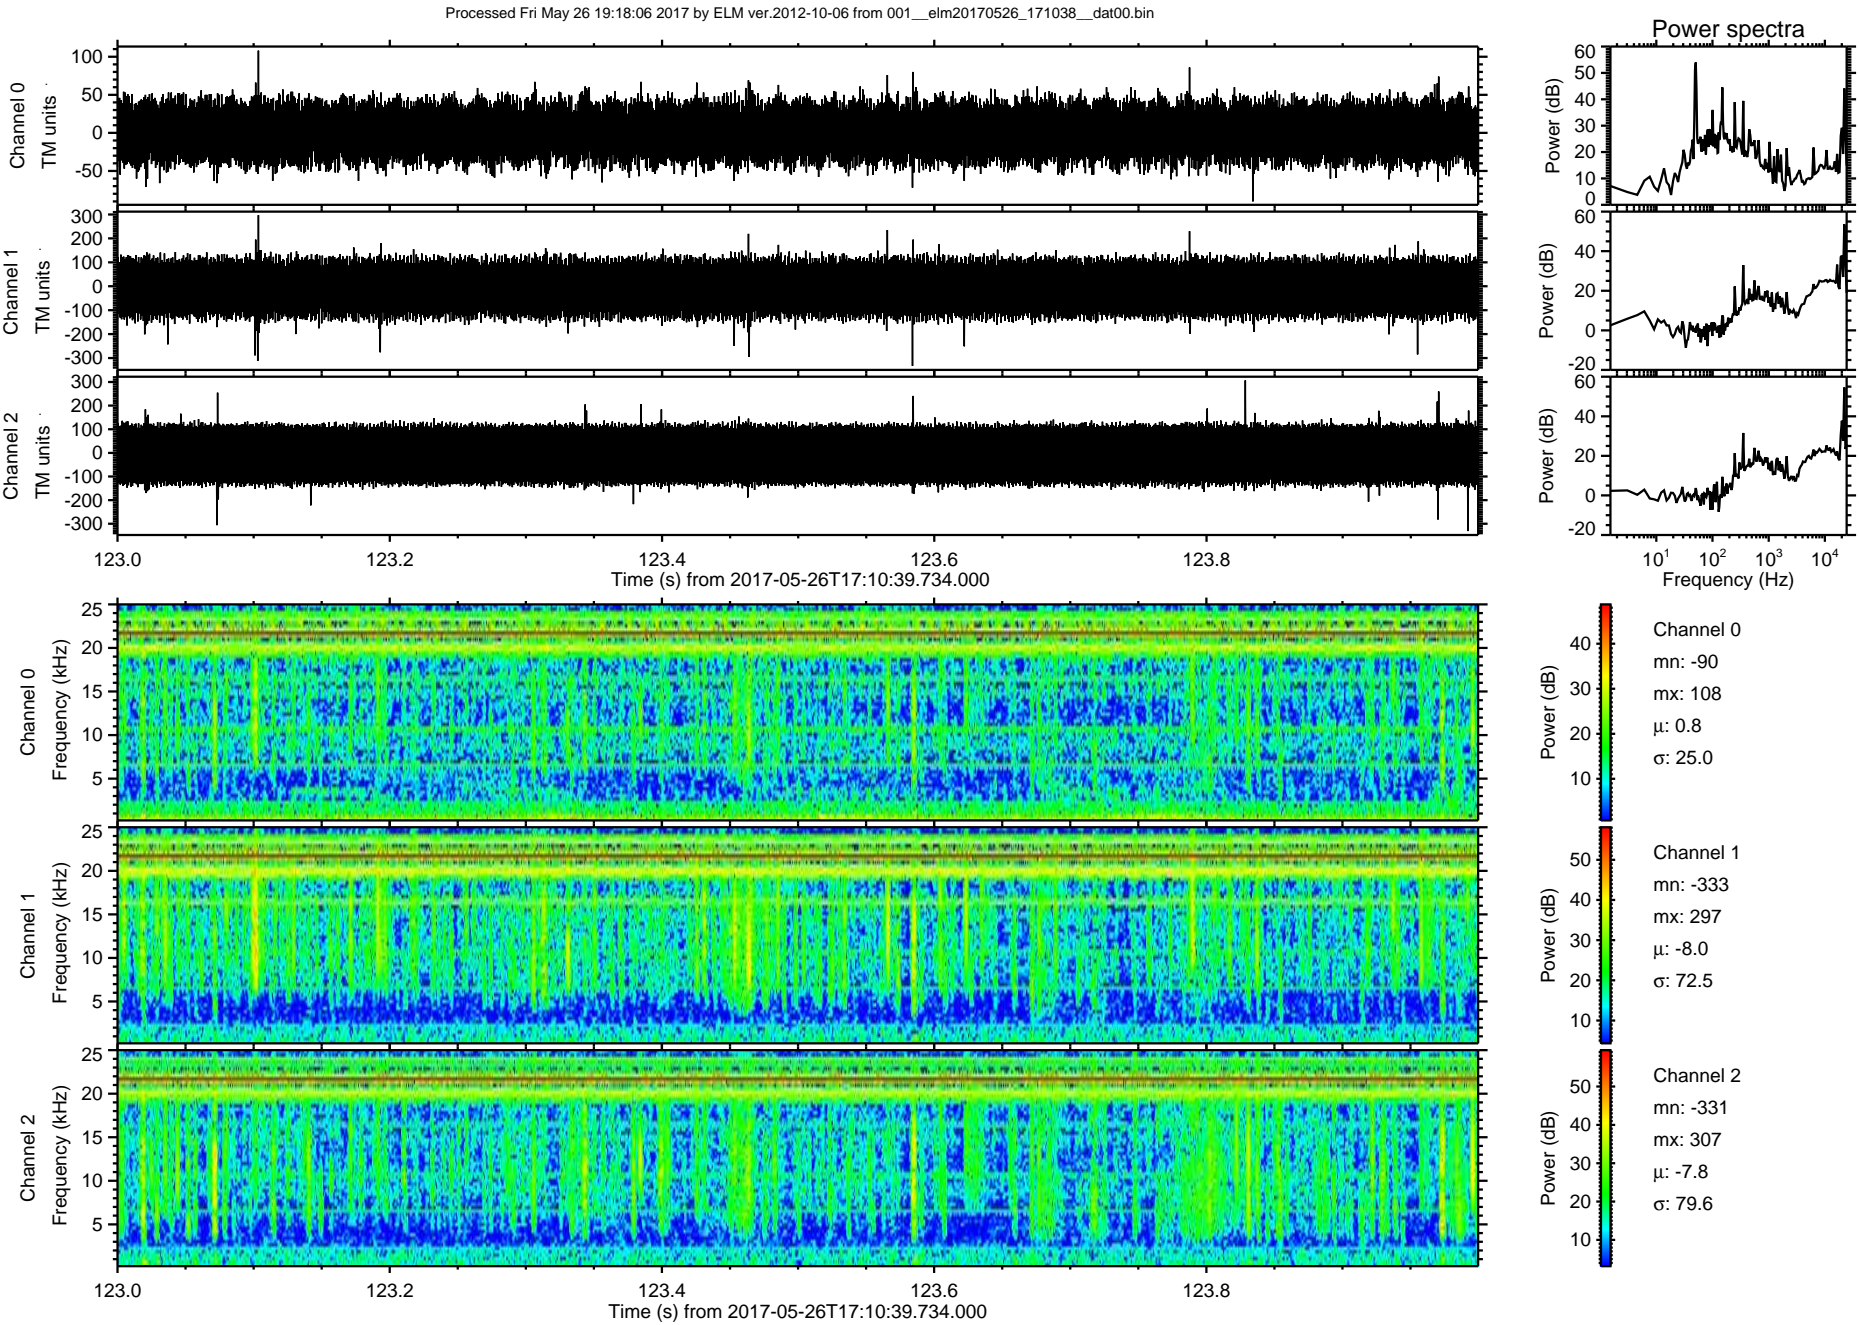 Processed Fri May 26 19:18:06 2017 by ELM ver.2012-10-06 from 001__elm20170526_171038__dat00.bin
Power spectra
Channel 0
TM units
100
50
0
-50
Power (dB)
60
50
40
30
20
10
0
Channel 1
TM units
300
200
100
0
-100
-200
-300
Power (dB)
60
40
20
0
-20
Channel 2
TM units
300
200
100
0
-100
-200
-300
Power (dB)
60
40
20
0
-20
123.0 123.2 123.4 123.6 123.8
Time (s) from 2017-05-26T17:10:39.734.000
10^1 10^2 10^3 10^4
Frequency (Hz)
Channel 0
Frequency (kHz)
25
20
15
10
5
Power (dB)
40
30
20
10
Channel 0
mn: -90
mx: 108
μ: 0.8
σ: 25.0
Channel 1
Frequency (kHz)
25
20
15
10
5
Power (dB)
50
40
30
20
10
Channel 1
mn: -333
mx: 297
μ: -8.0
σ: 72.5
Channel 2
Frequency (kHz)
25
20
15
10
5
Power (dB)
50
40
30
20
10
Channel 2
mn: -331
mx: 307
μ: -7.8
σ: 79.6
123.0 123.2 123.4 123.6 123.8
Time (s) from 2017-05-26T17:10:39.734.000